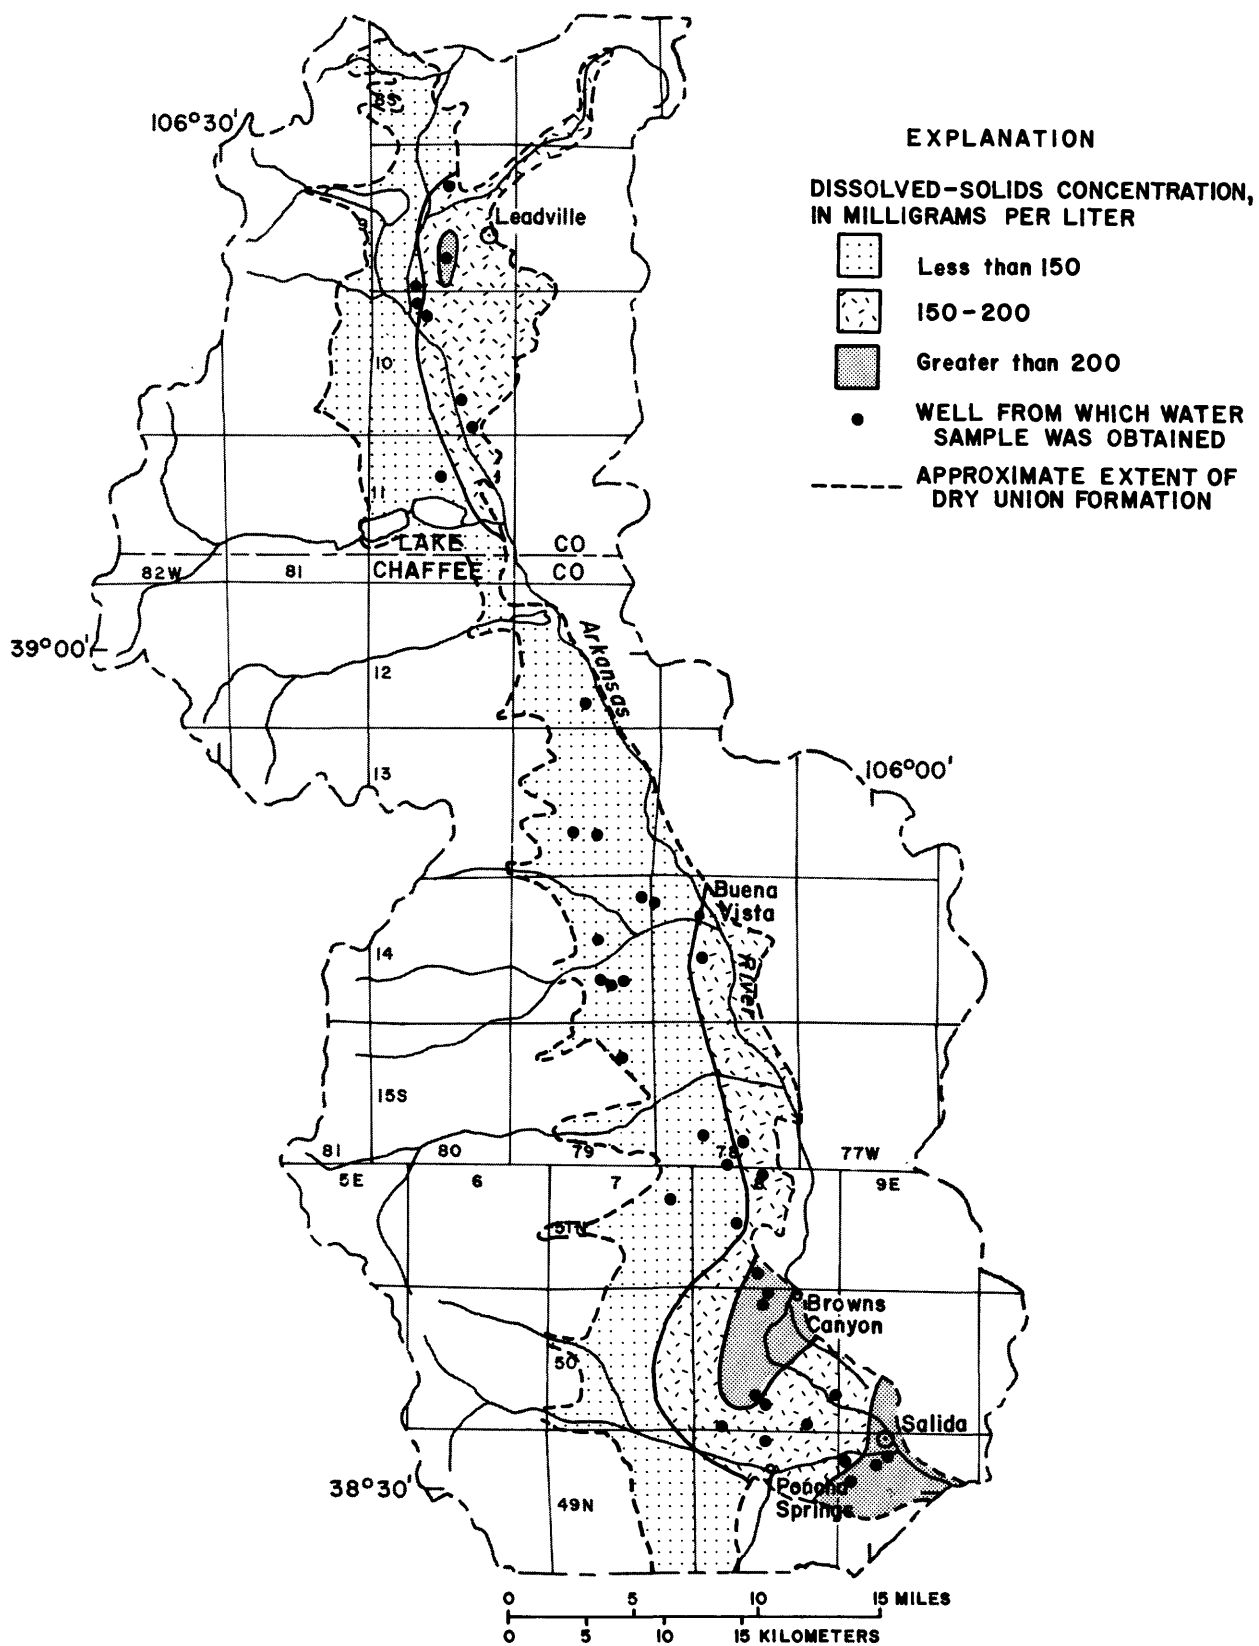 106°30'
8S
EXPLANATION
DISSOLVED-SOLIDS CONCENTRATION,
IN MILLIGRAMS PER LITER
Less than 150
150-200
Greater than 200
WELL FROM WHICH WATER
SAMPLE WAS OBTAINED
APPROXIMATE EXTENT OF
DRY UNION FORMATION
9
Leadville
10
11
LAKE CO
CHAFFEE CO
82W 81
39°00'
Arkansas
12
13
106°00'
Buena
Vista
14
River
15S
81 80 79 78 77W
5E 6 7 9E
51N
Browns
Canyon
50
Salida
38°30'
Poncha
Springs
49N
0 5 10 15 MILES
0 5 10 15 KILOMETERS